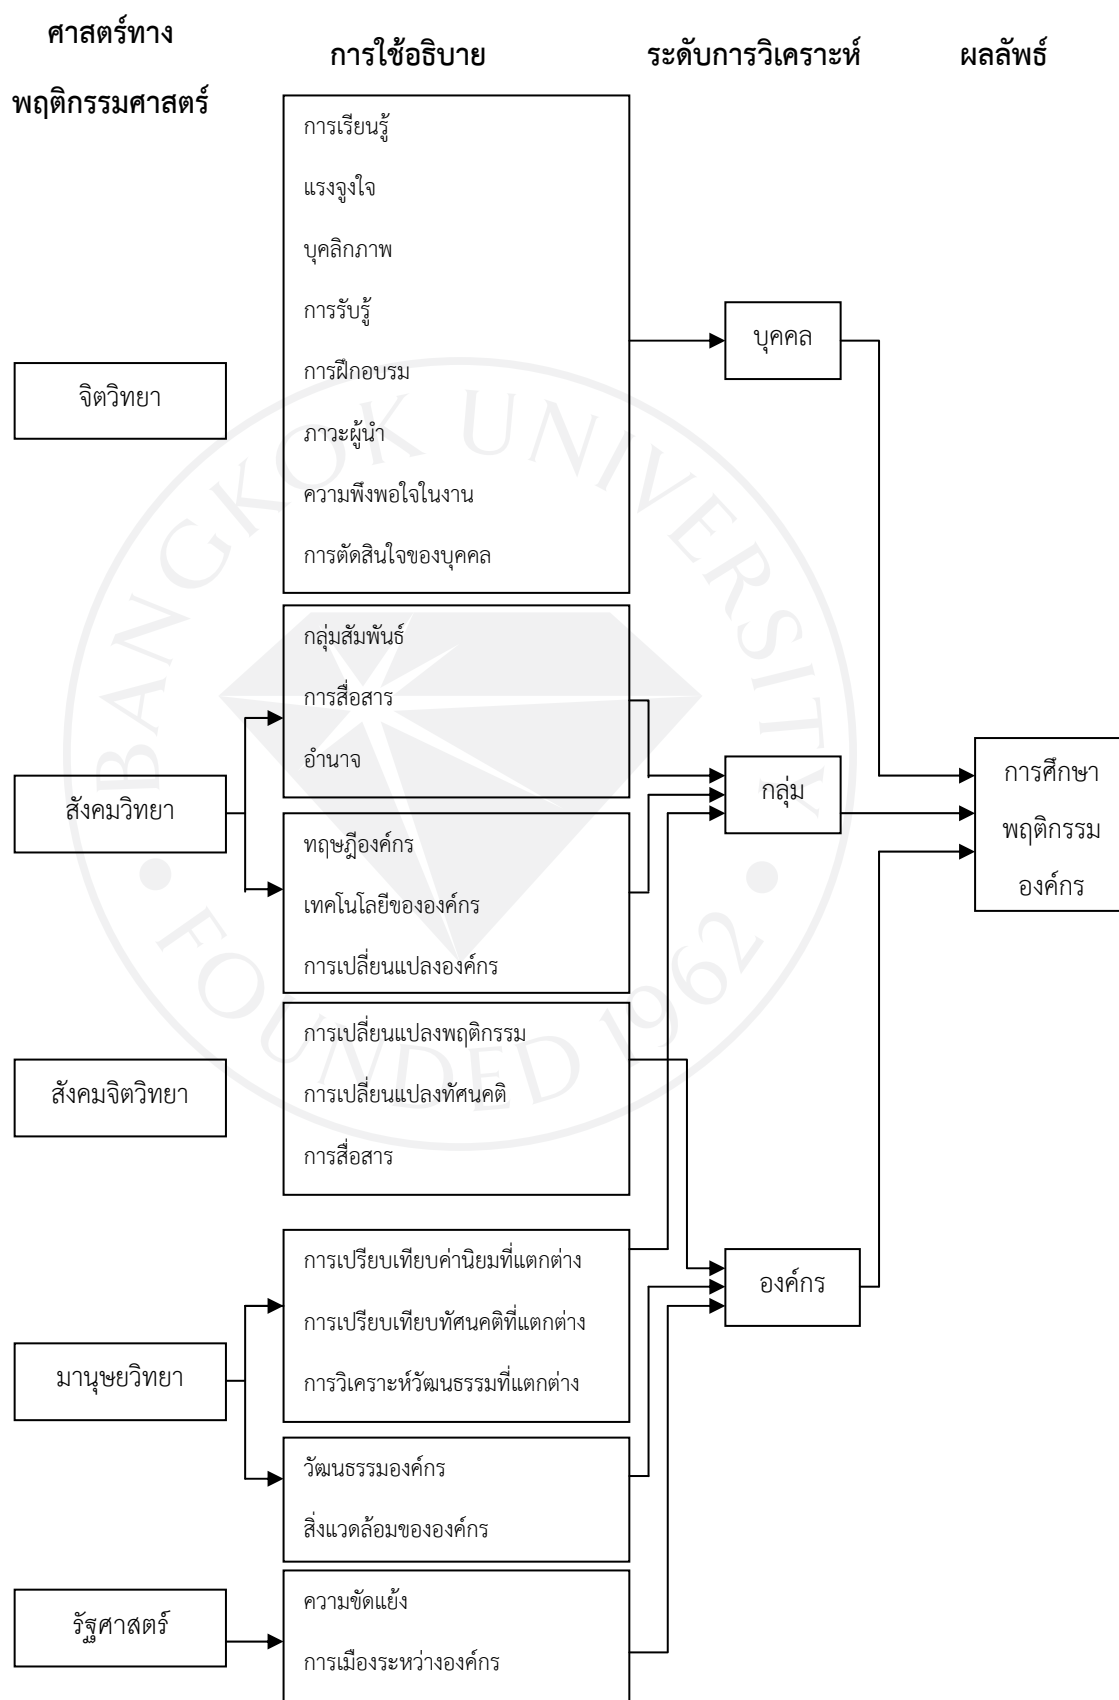 ศาสตร์ทาง
พฤติกรรมศาสตร์
การใช้อธิบาย
ระดับการวิเคราะห์
ผลลัพธ์
จิตวิทยา
การเรียนรู้
แรงจูงใจ
บุคลิกภาพ
การรับรู้
การฝึกอบรม
ภาวะผู้นำ
ความพึงพอใจในงาน
การตัดสินใจของบุคคล
บุคคล
สังคมวิทยา
กลุ่มสัมพันธ์
การสื่อสาร
อำนาจ
ทฤษฎีองค์กร
เทคโนโลยีขององค์กร
การเปลี่ยนแปลงองค์กร
กลุ่ม
การศึกษา
พฤติกรรม
องค์กร
สังคมจิตวิทยา
การเปลี่ยนแปลงพฤติกรรม
การเปลี่ยนแปลงทัศนคติ
การสื่อสาร
มานุษยวิทยา
การเปรียบเทียบค่านิยมที่แตกต่าง
การเปรียบเทียบทัศนคติที่แตกต่าง
การวิเคราะห์วัฒนธรรมที่แตกต่าง
วัฒนธรรมองค์กร
สิ่งแวดล้อมขององค์กร
องค์กร
รัฐศาสตร์
ความขัดแย้ง
การเมืองระหว่างองค์กร
BANGKOK UNIVERSITY
FOUNDED 1962